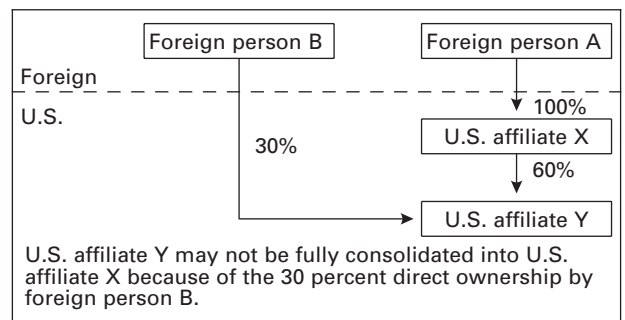 Foreign person B
Foreign person A
Foreign
U.S.
100%
U.S. affiliate X
30%
60%
U.S. affiliate Y
U.S. affiliate Y may not be fully consolidated into U.S.
affiliate X because of the 30 percent direct ownership by
foreign person B.